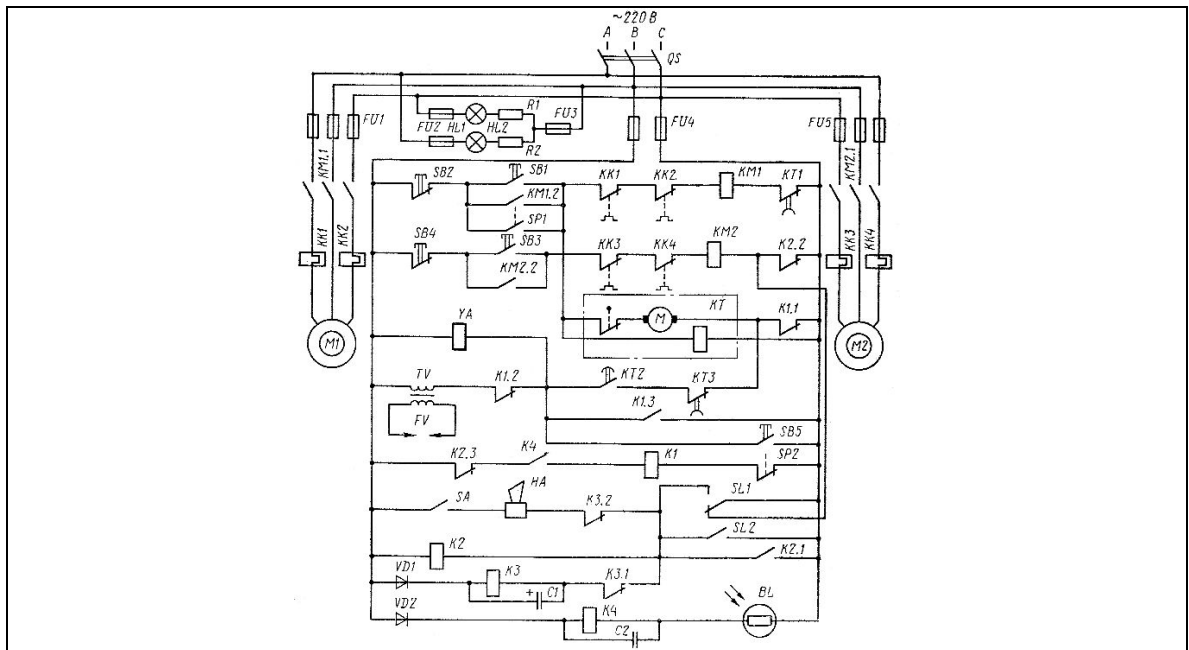 ~220 В
А В С
QS
R1
FU1 FU2 HL1 HL2 FU3 FU4 FU5
R2
KM1.1 KM2.1
SB2 SB1 KK1 KK2 KM1 KT1
KM1.2
SP1
KK1 KK2 KK3 KK4
SB4 SB3 KK3 KK4 KM2 K2.2
KM2.2
KT
YA M K1.1
M1 M2
TV K1.2 KT2 KT3
FV K1.3
SB5
K2.3 K4 K1 SP2
SA HA K3.2 SL1
SL2
K2 K2.1
VD1 K3 K3.1
+ C1
VD2 K4 BL
C2